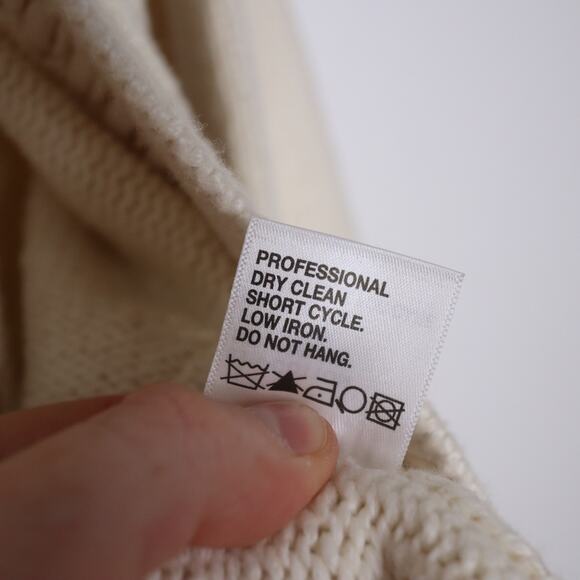 PROFESSIONAL
DRY CLEAN
SHORT CYCLE.
LOW IRON.
DO NOT HANG.